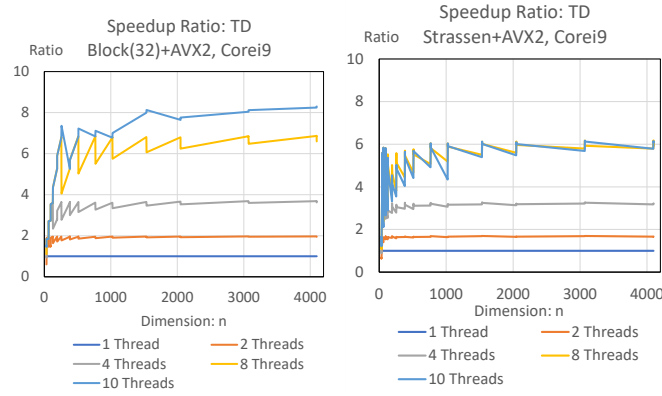 Speedup Ratio: TD
Block(32)+AVX2, Corei9
Ratio
10
8
6
4
2
0
0 1000 2000 3000 4000
Dimension: n
1 Thread 2 Threads
4 Threads 8 Threads
10 Threads
Speedup Ratio: TD
Strassen+AVX2, Corei9
Ratio
10
8
6
4
2
0
0 1000 2000 3000 4000
Dimension: n
1 Thread 2 Threads
4 Threads 8 Threads
10 Threads